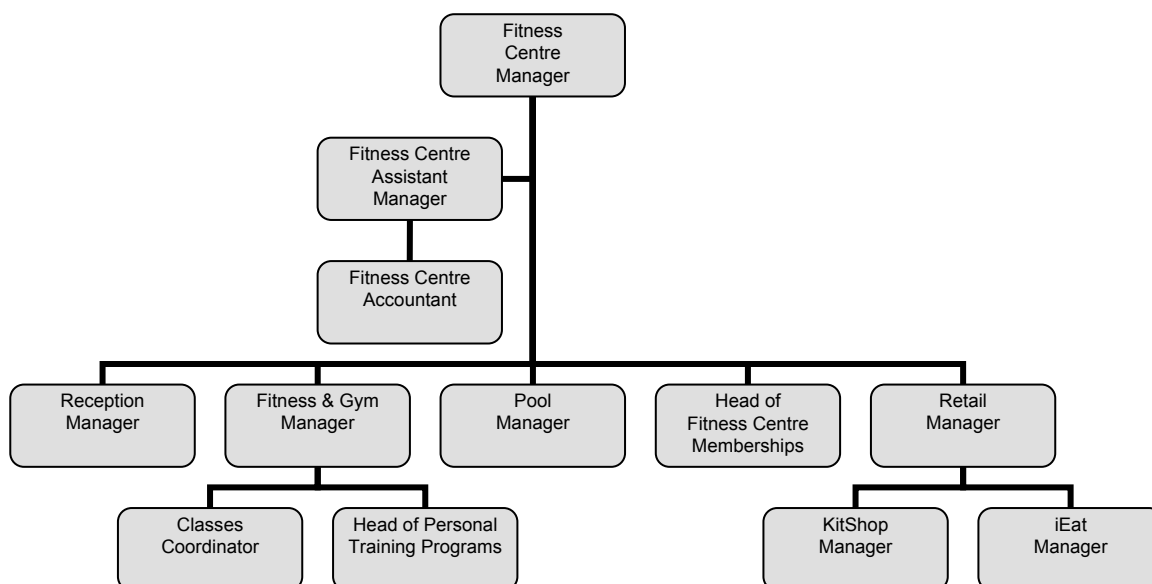 Fitness
Centre
Manager
Fitness Centre
Assistant
Manager
Fitness Centre
Accountant
Reception
Manager
Fitness & Gym
Manager
Pool
Manager
Head of
Fitness Centre
Memberships
Retail
Manager
Classes
Coordinator
Head of Personal
Training Programs
KitShop
Manager
iEat
Manager